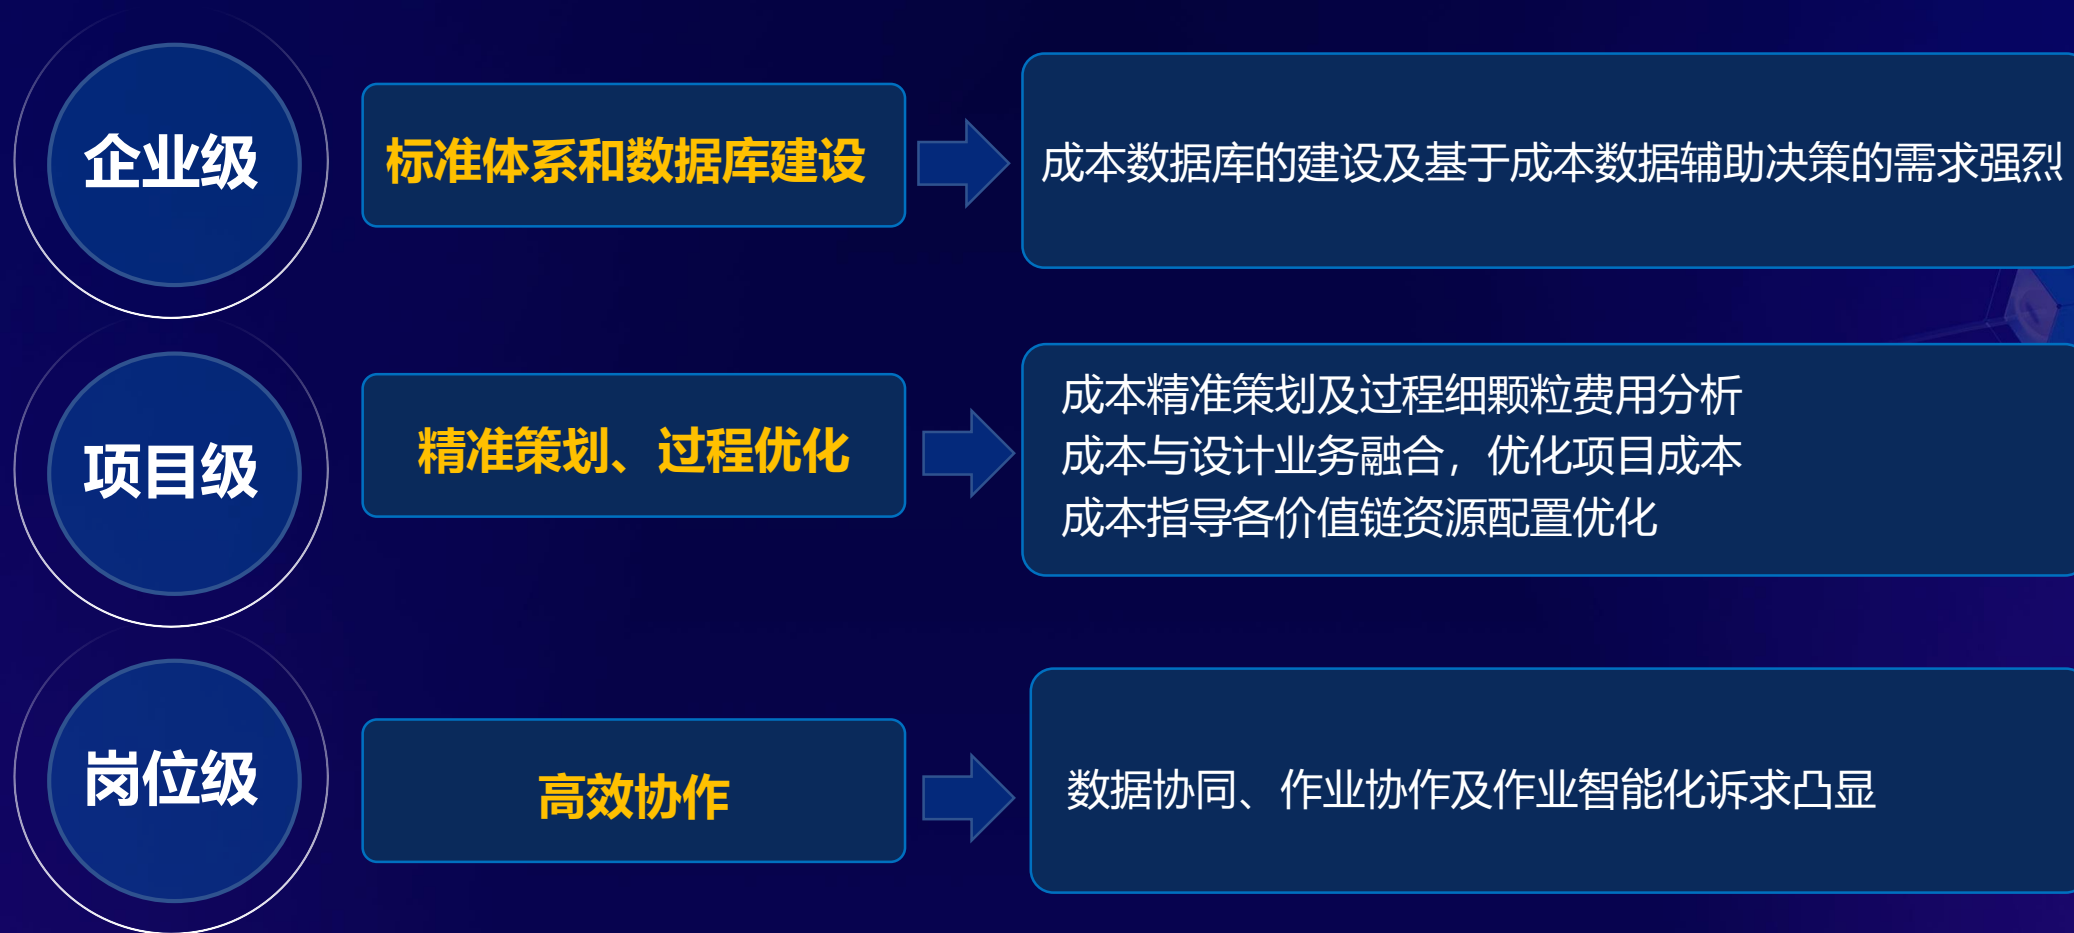 企业级
标准体系和数据库建设
成本数据库的建设及基于成本数据辅助决策的需求强烈
项目级
精准策划、过程优化
成本精准策划及过程细颗粒费用分析
成本与设计业务融合，优化项目成本
成本指导各价值链资源配置优化
岗位级
高效协作
数据协同、作业协作及作业智能化诉求凸显